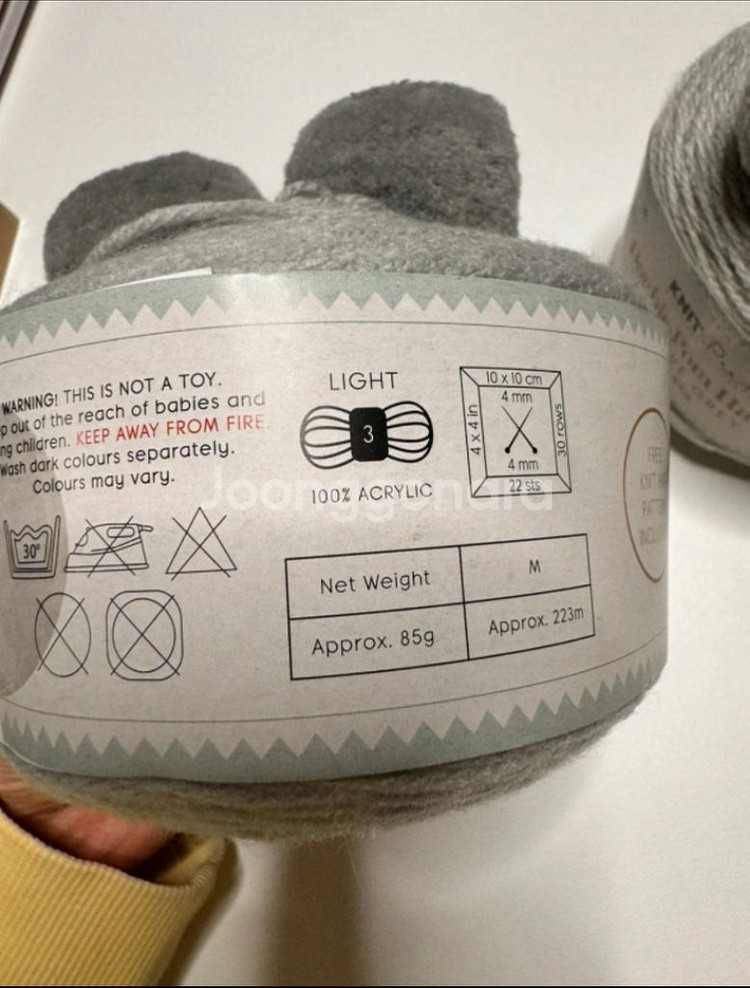 WARNING! THIS IS NOT A TOY.
out of the reach of babies and
children. KEEP AWAY FROM FIRE.
Wash dark colours separately.
Colours may vary.
30°
LIGHT
3
100% ACRYLIC
10 x 10 cm
4 mm
4 x 4 in
30 rows
4 mm
22 sts
Net Weight
M
Approx. 85g
Approx. 223m
FREE
KNIT
Joonggonara
KNIT